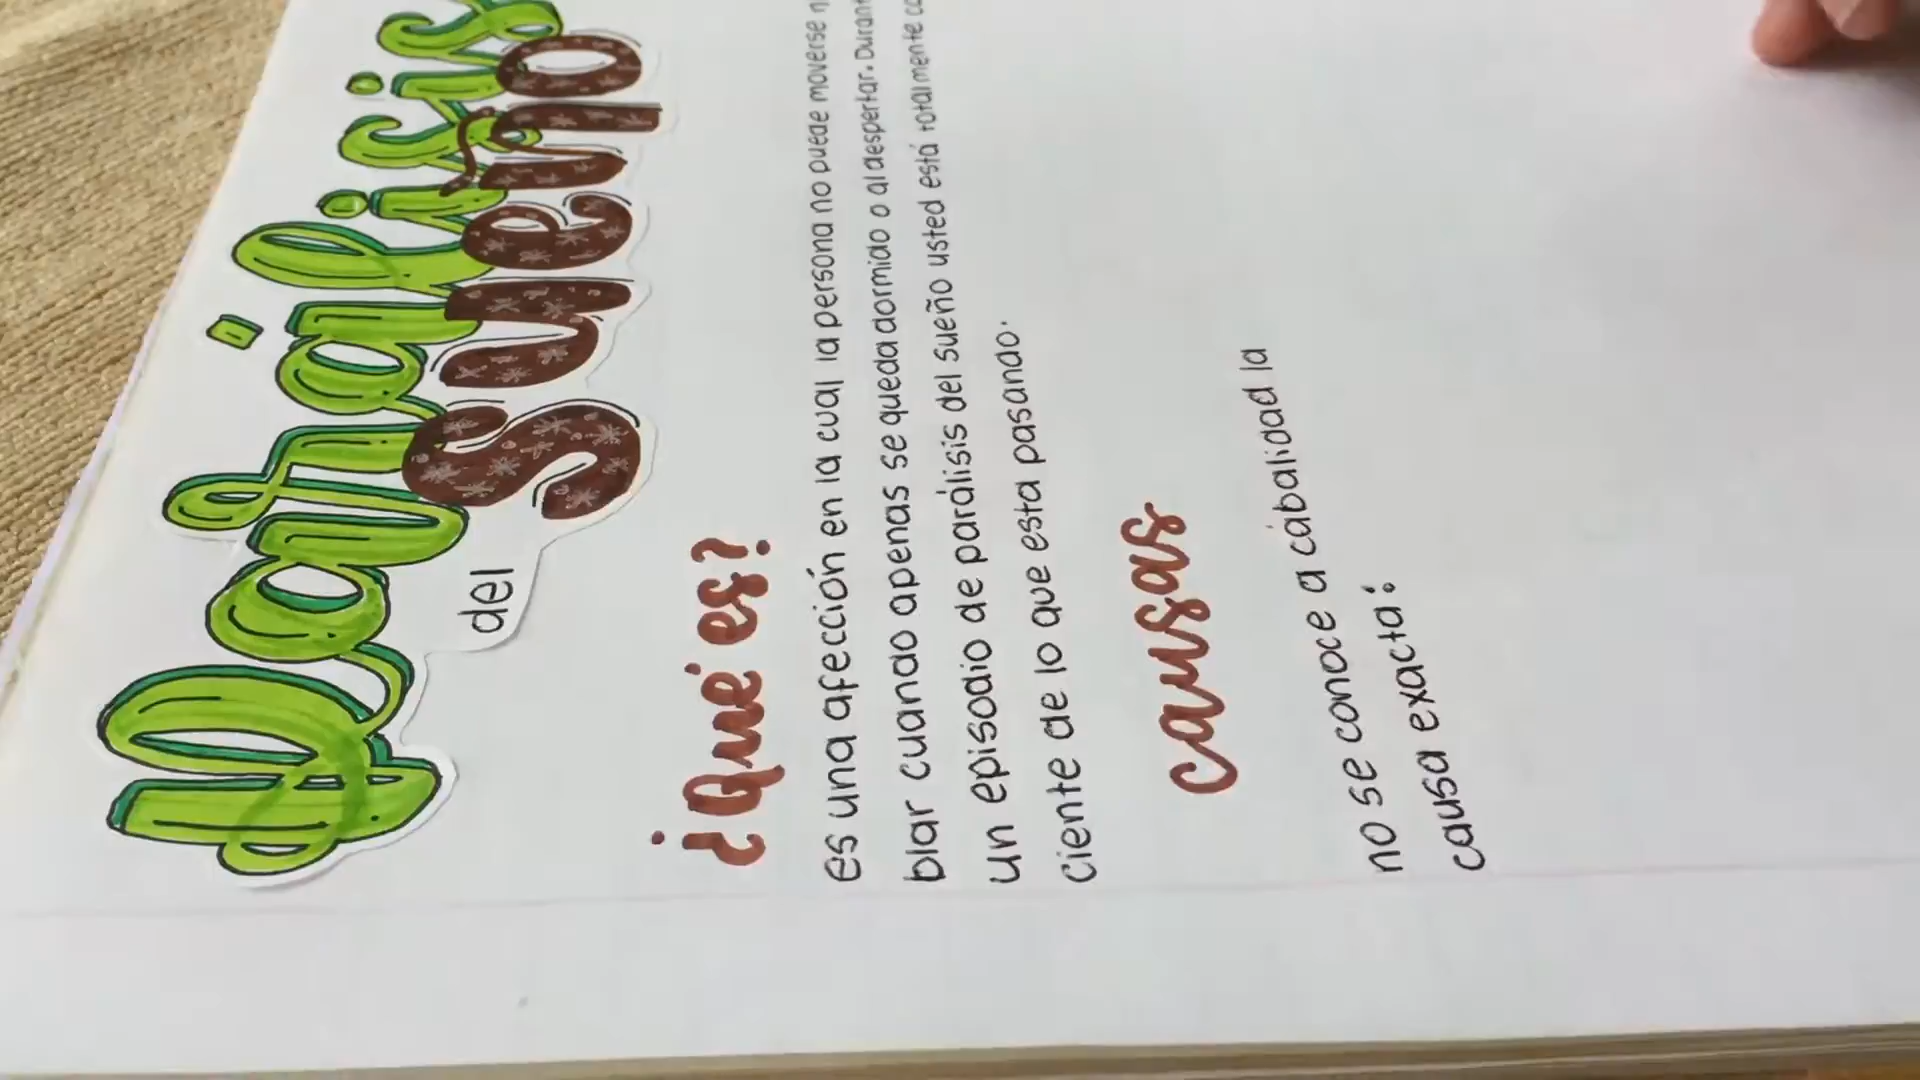 Parálisis
del Sueño
¿Qué es?
es una afección en la cual la persona no puede moverse
blar cuando apenas se queda dormido o al despertar. Durant
un episodio de parálisis del sueño usted está totalmente co
ciente de lo que esta pasando.
causas
no se conoce a cabalidad la
causa exacta: